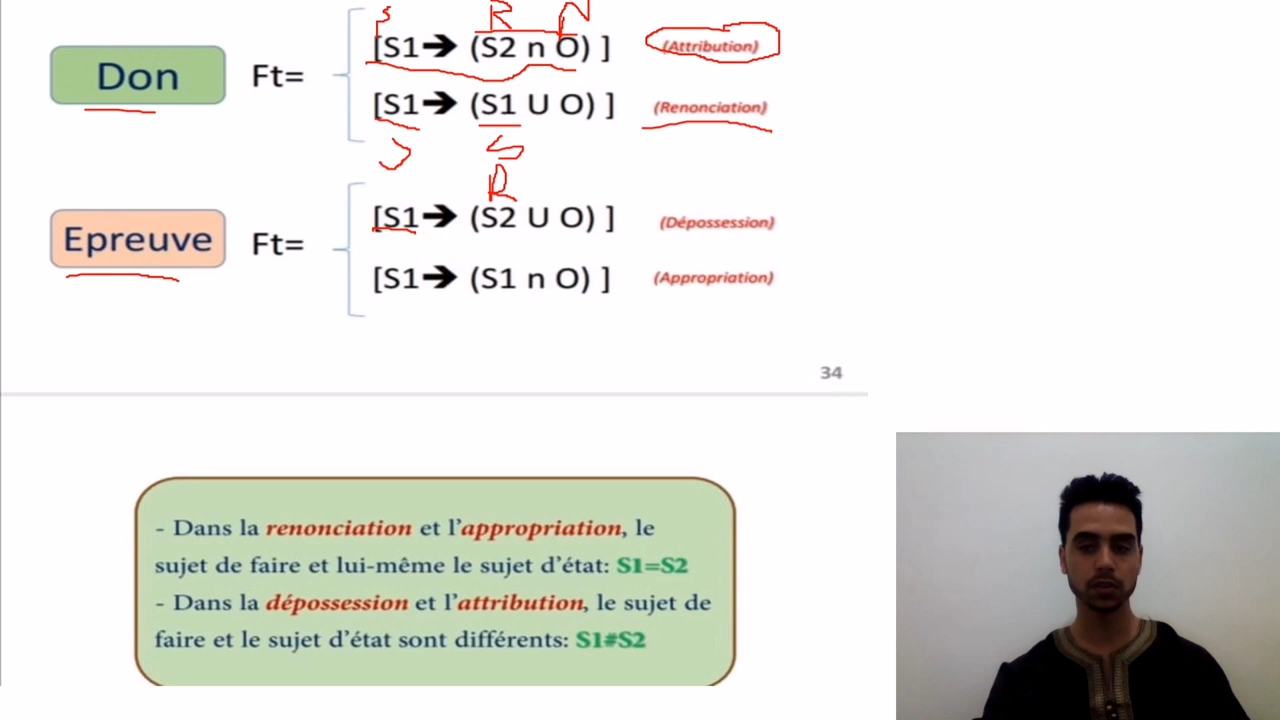 S R N
Don Ft= [S1➔ (S2 n O) ] (Attribution)
[S1➔ (S1 U O) ] (Renonciation)
S S
R
Epreuve Ft= [S1➔ (S2 U O) ] (Dépossession)
[S1➔ (S1 n O) ] (Appropriation)
34
- Dans la renonciation et l'appropriation, le
sujet de faire et lui-même le sujet d'état: S1=S2
- Dans la dépossession et l'attribution, le sujet de
faire et le sujet d'état sont différents: S1#S2